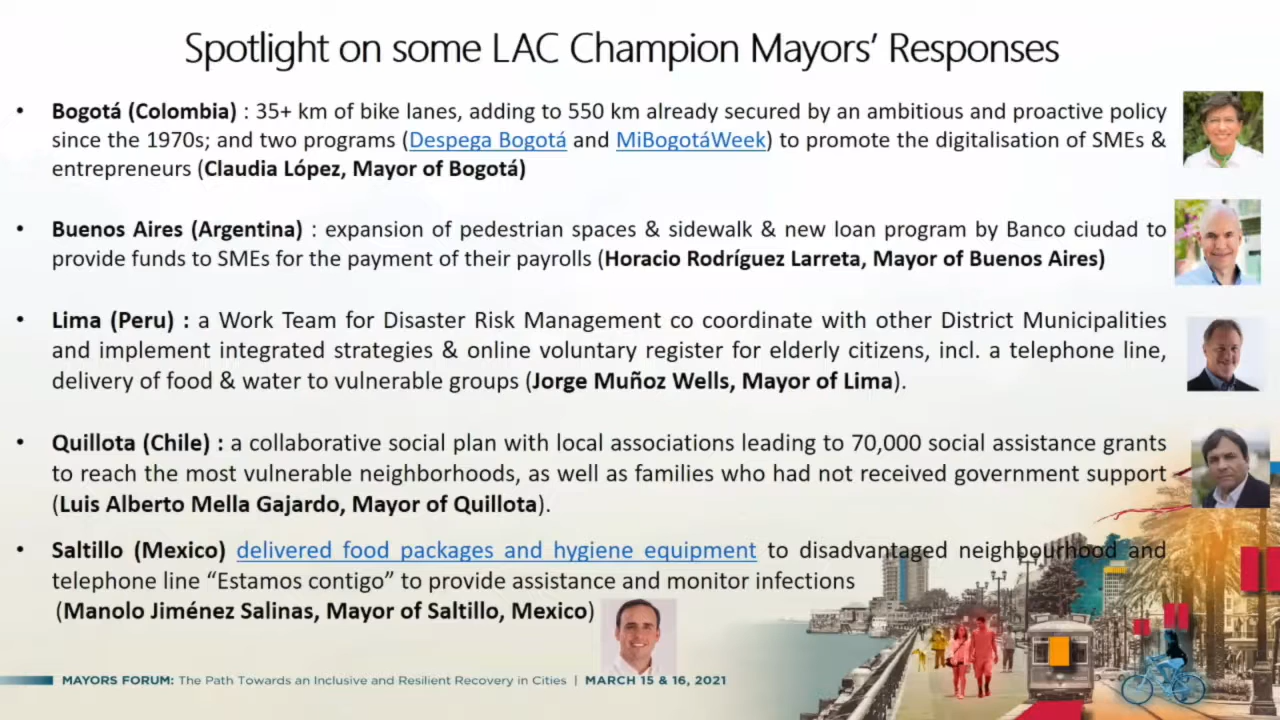 Spotlight on some LAC Champion Mayors’ Responses
• Bogotá (Colombia) : 35+ km of bike lanes, adding to 550 km already secured by an ambitious and proactive policy
since the 1970s; and two programs (Despega Bogotá and MiBogotáWeek) to promote the digitalisation of SMEs &
entrepreneurs (Claudia López, Mayor of Bogotá)
• Buenos Aires (Argentina) : expansion of pedestrian spaces & sidewalk & new loan program by Banco ciudad to
provide funds to SMEs for the payment of their payrolls (Horacio Rodríguez Larreta, Mayor of Buenos Aires)
• Lima (Peru) : a Work Team for Disaster Risk Management co coordinate with other District Municipalities
and implement integrated strategies & online voluntary register for elderly citizens, incl. a telephone line,
delivery of food & water to vulnerable groups (Jorge Muñoz Wells, Mayor of Lima).
• Quillota (Chile) : a collaborative social plan with local associations leading to 70,000 social assistance grants
to reach the most vulnerable neighborhoods, as well as families who had not received government support
(Luis Alberto Mella Gajardo, Mayor of Quillota).
• Saltillo (Mexico) delivered food packages and hygiene equipment to disadvantaged neighbourhood and
telephone line “Estamos contigo” to provide assistance and monitor infections
(Manolo Jiménez Salinas, Mayor of Saltillo, Mexico)
MAYORS FORUM: The Path Towards an Inclusive and Resilient Recovery in Cities | MARCH 15 & 16, 2021